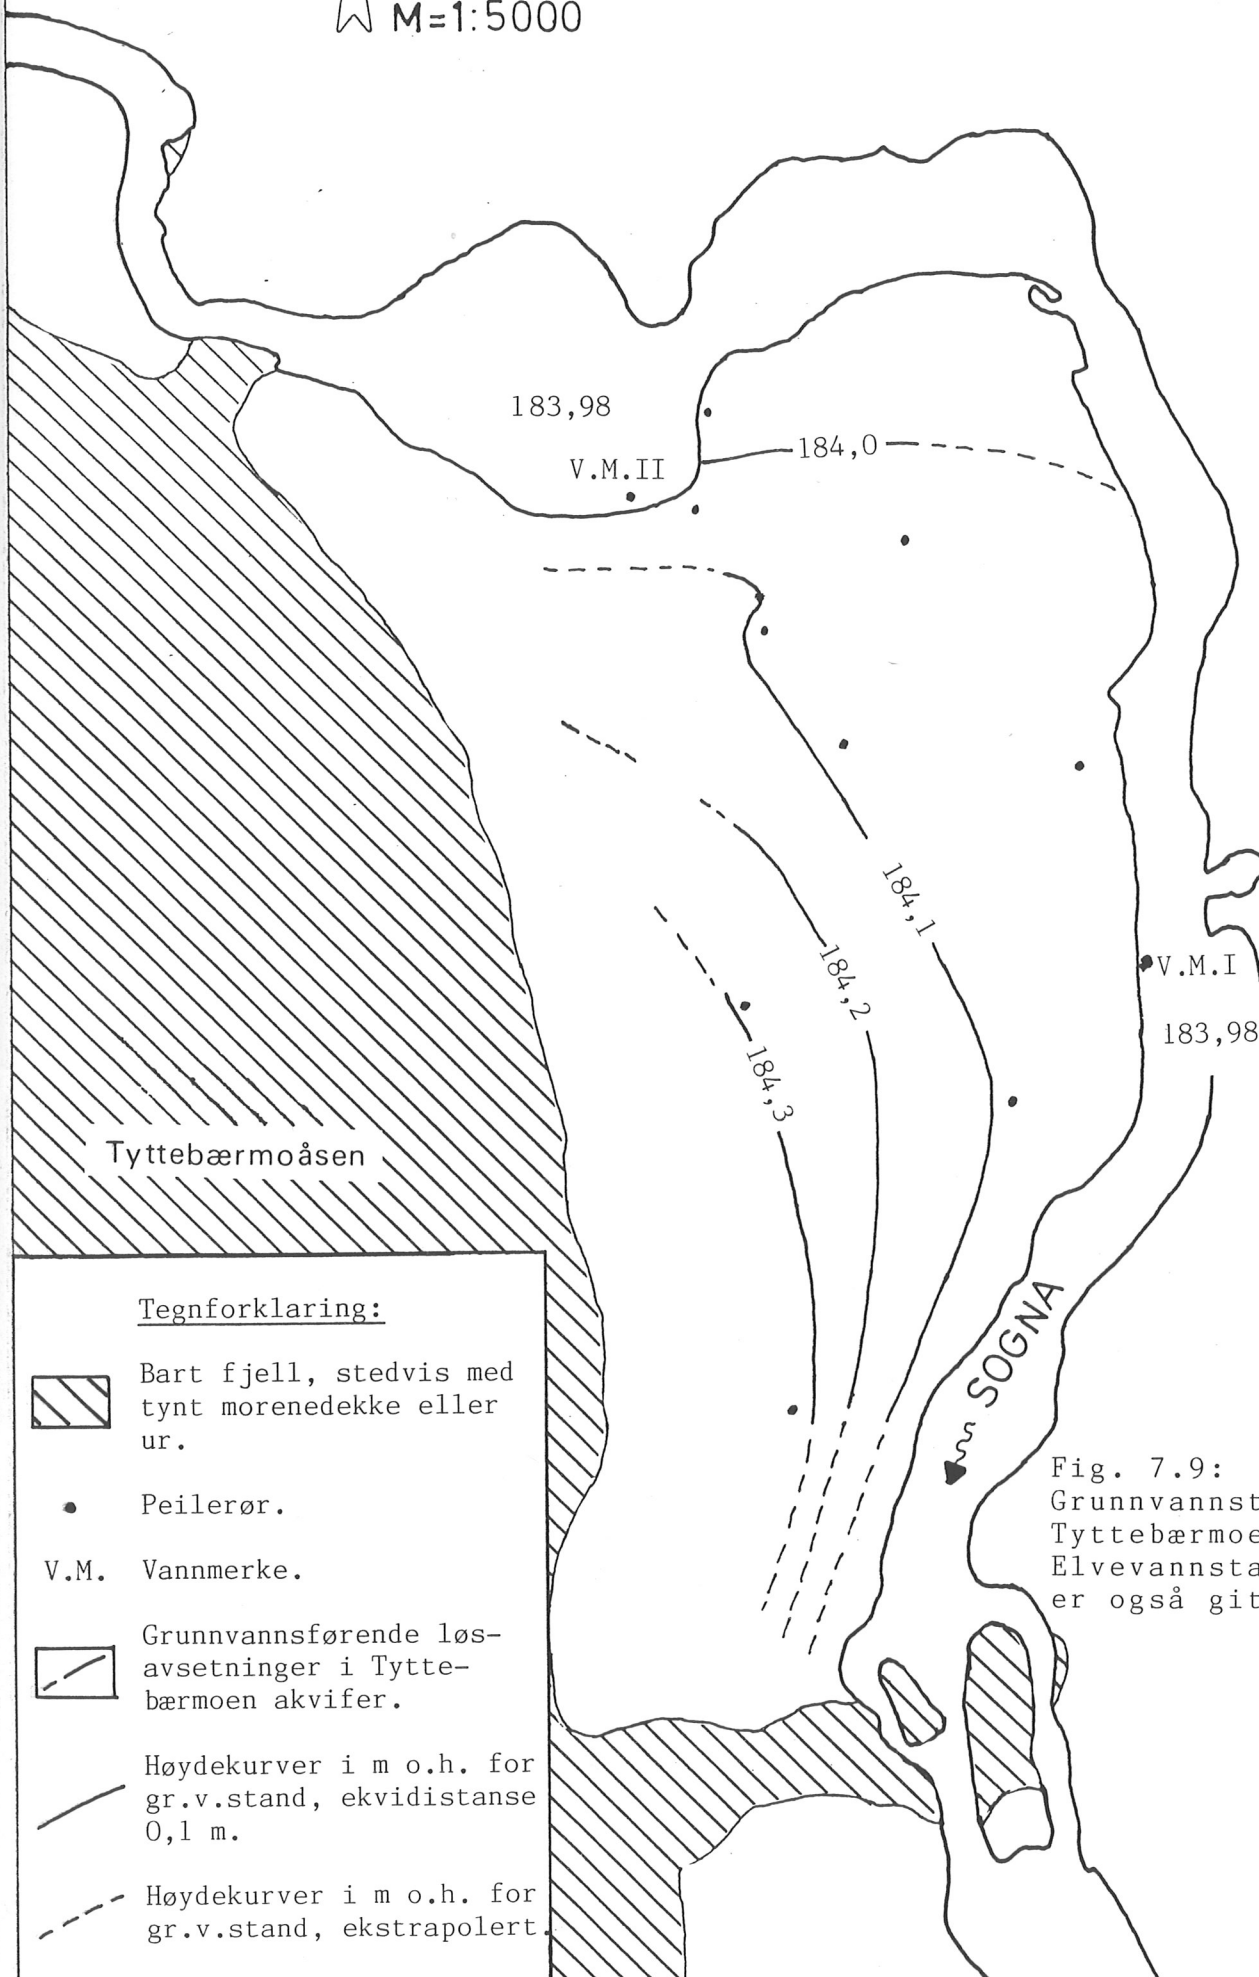 M=1:5000
183,98
V.M.II
184,0
184,1
184,2
V.M.I
183,98
184,3
Tyttebærmoåsen
SOGNA
Tegnforklaring:
Bart fjell, stedvis med
tynt morenedekke eller
ur.
Peilerør.
V.M. Vannmerke.
Grunnvannsførende løs-
avsetninger i Tytte-
bærmoen akvifer.
Høydekurver i m o.h. for
gr.v.stand, ekvidistanse
0,1 m.
Høydekurver i m o.h. for
gr.v.stand, ekstrapolert.
Fig. 7.9:
Grunnvannst
Tyttebærmoe
Elvevannsta
er også git